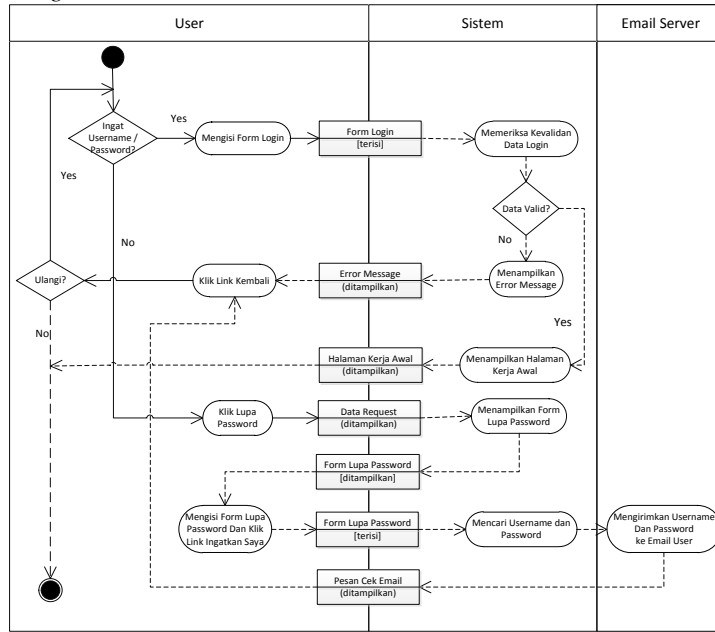 User
Sistem
Email Server
Ingat
Username /
Password?
Yes
Mengisi Form Login
Form Login
[terisi]
Memeriksa Kevalidan
Data Login
Yes
Data Valid?
No
No
Ulangi?
Klik Link Kembali
Error Message
(ditampilkan)
Menampilkan
Error Message
Yes
No
Halaman Kerja Awal
(ditampilkan)
Menampilkan Halaman
Kerja Awal
Klik Lupa
Password
Data Request
(ditampilkan)
Menampilkan Form
Lupa Password
Form Lupa Password
[ditampilkan]
Mengisi Form Lupa
Password Dan Klik
Link Ingatkan Saya
Form Lupa Password
[terisi]
Mencari Username dan
Password
Mengirimkan Username
Dan Password
ke Email User
Pesan Cek Email
(ditampilkan)